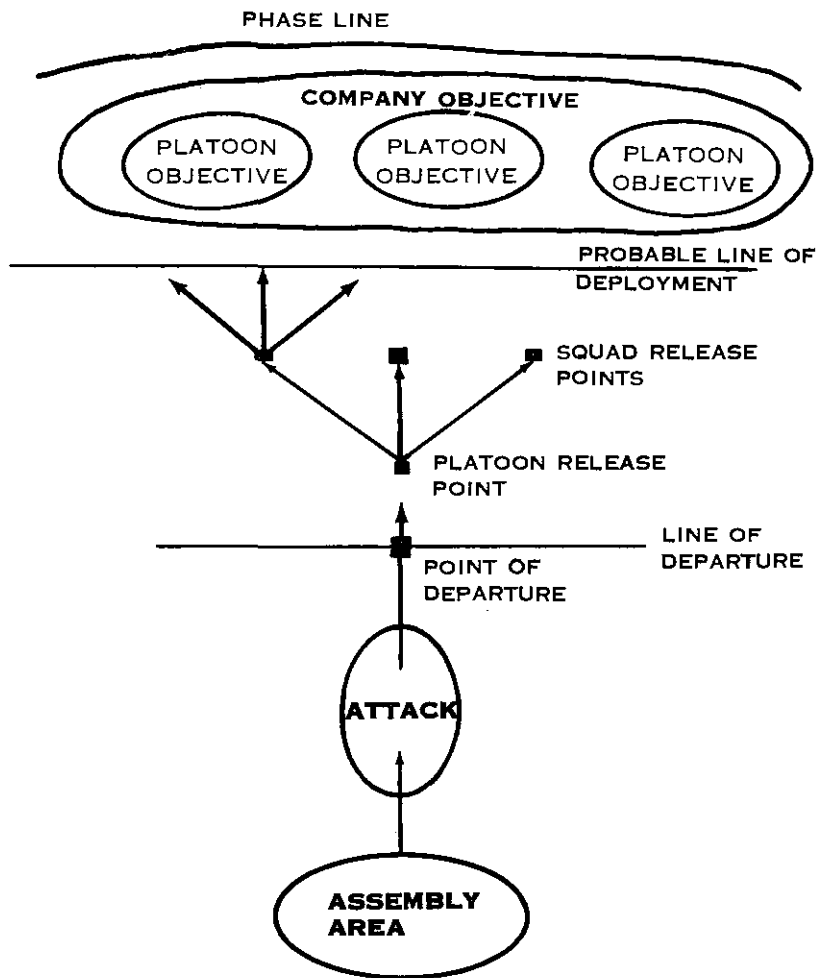 PHASE LINE
COMPANY OBJECTIVE
PLATOON
OBJECTIVE
PLATOON
OBJECTIVE
PLATOON
OBJECTIVE
PROBABLE LINE OF
DEPLOYMENT
SQUAD RELEASE
POINTS
PLATOON RELEASE
POINT
LINE OF
DEPARTURE
POINT OF
DEPARTURE
ATTACK
ASSEMBLY
AREA